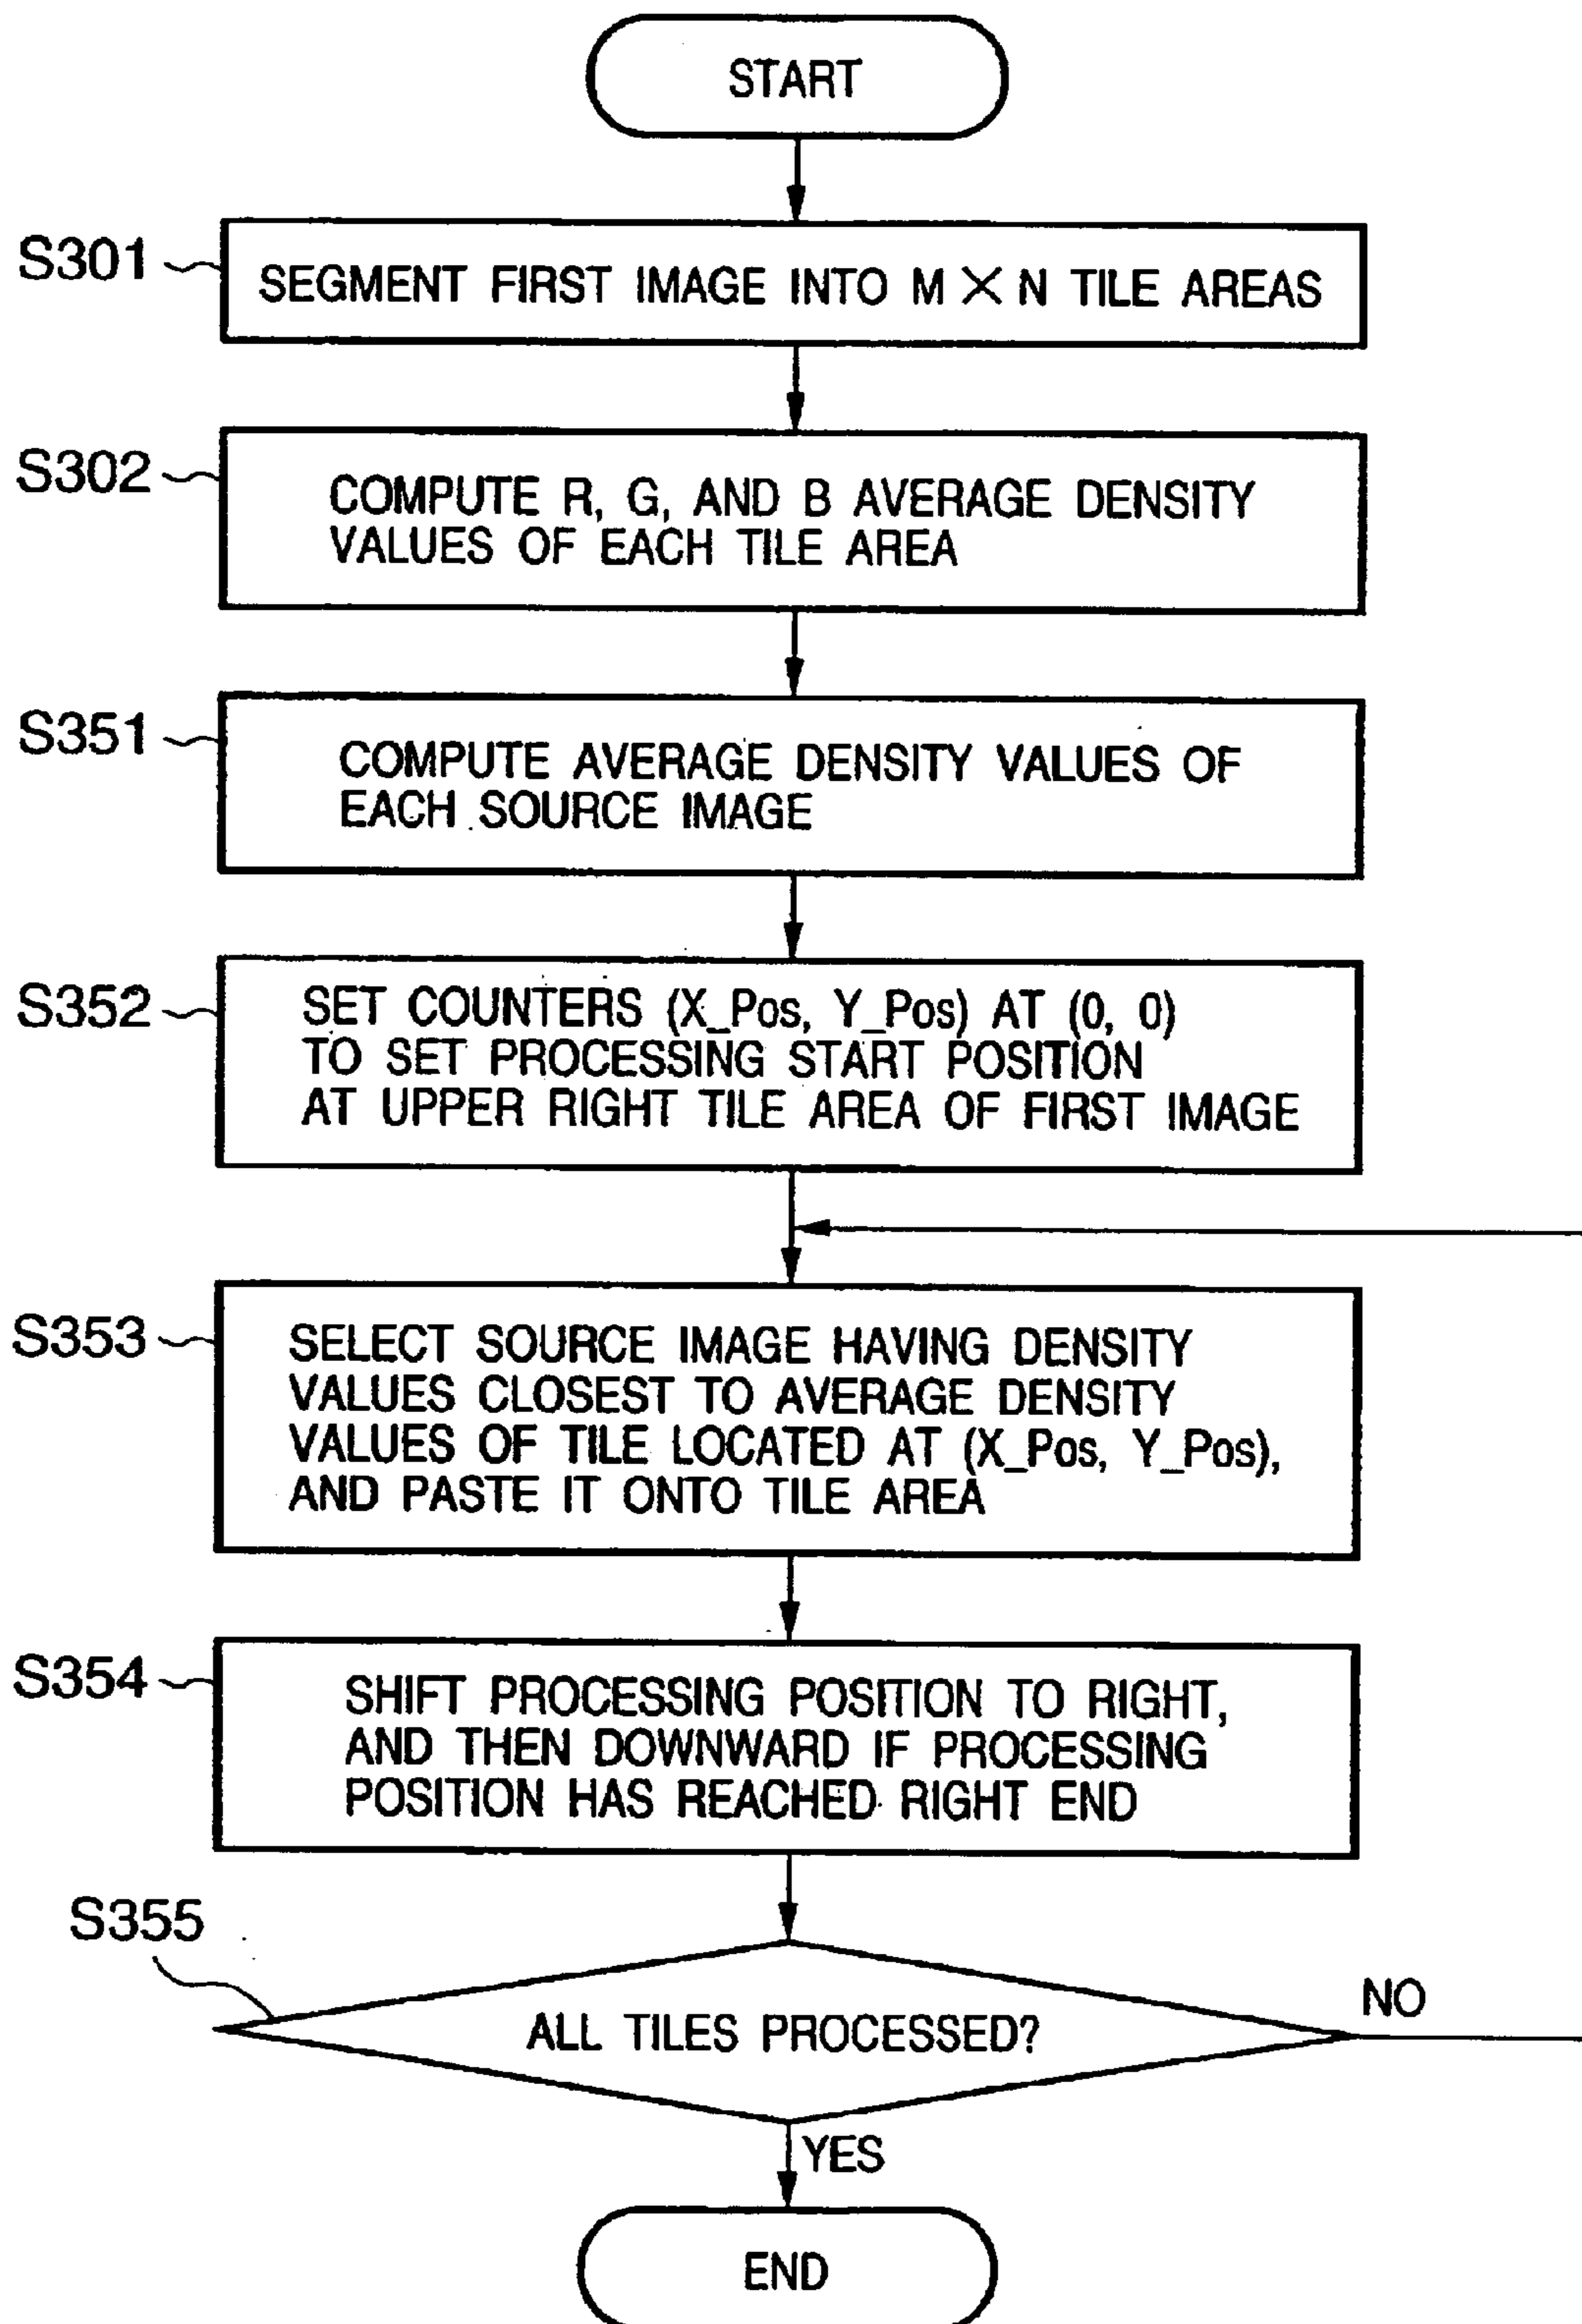 START
S301
SEGMENT FIRST IMAGE INTO M × N TILE AREAS
S302
COMPUTE R, G, AND B AVERAGE DENSITY
VALUES OF EACH TILE AREA
S351
COMPUTE AVERAGE DENSITY VALUES OF
EACH SOURCE IMAGE
S352
SET COUNTERS (X_Pos, Y_Pos) AT (0, 0)
TO SET PROCESSING START POSITION
AT UPPER RIGHT TILE AREA OF FIRST IMAGE
S353
SELECT SOURCE IMAGE HAVING DENSITY
VALUES CLOSEST TO AVERAGE DENSITY
VALUES OF TILE LOCATED AT (X_Pos, Y_Pos),
AND PASTE IT ONTO TILE AREA
S354
SHIFT PROCESSING POSITION TO RIGHT,
AND THEN DOWNWARD IF PROCESSING
POSITION HAS REACHED RIGHT END
S355
ALL TILES PROCESSED?
NO
YES
END